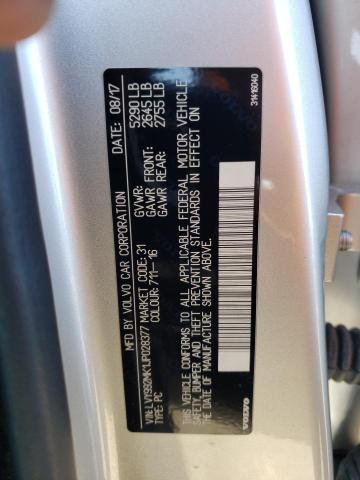 MFD. BY VOLVO CAR CORPORATION DATE: 08/17
GVWR: 5290 LB
GAWR FRONT: 2645 LB
GAWR REAR: 2755 LB
VIN: LVY992MK1JP028377 MARKET CODE: 31
TYPE: PC COLOUR: 711-16
THIS VEHICLE CONFORMS TO ALL APPLICABLE FEDERAL MOTOR VEHICLE
SAFETY, BUMPER AND THEFT PREVENTION STANDARDS IN EFFECT ON
THE DATE OF MANUFACTURE SHOWN ABOVE.
VOLVO
31416040